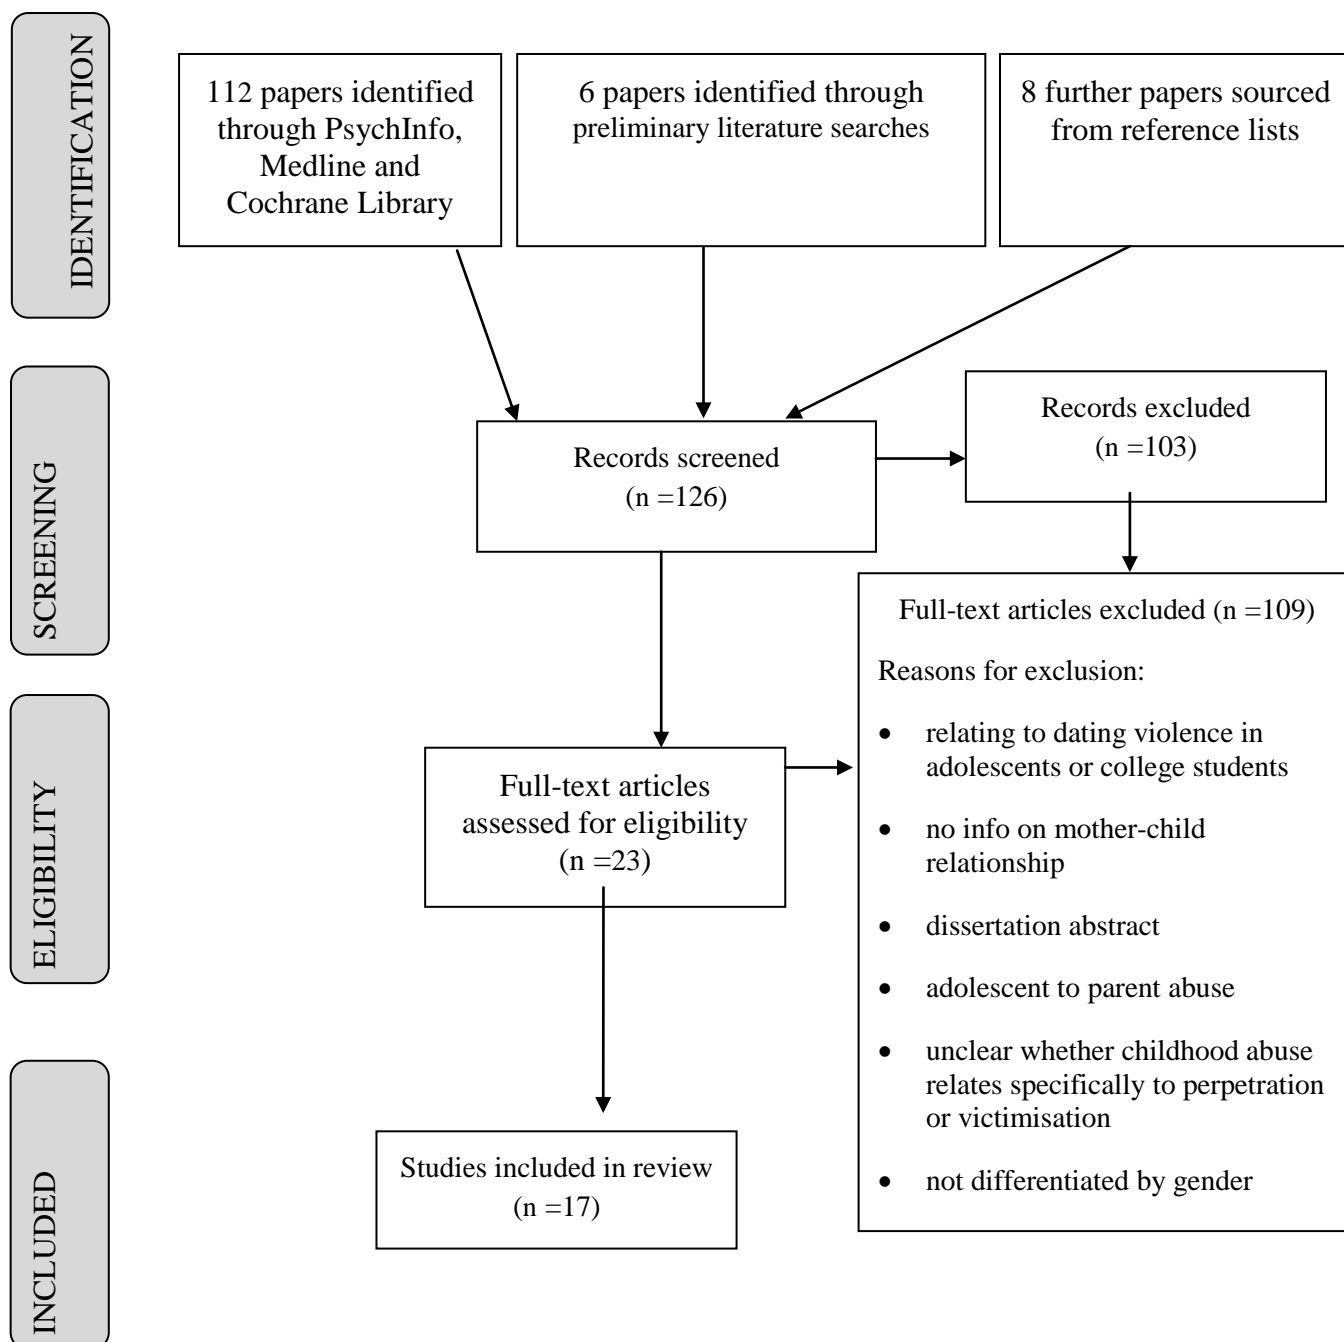 IDENTIFICATION
112 papers identified
through PsychInfo,
Medline and
Cochrane Library
6 papers identified through
preliminary literature searches
8 further papers sourced
from reference lists
SCREENING
Records screened
(n =126)
Records excluded
(n =103)
ELIGIBILITY
Full-text articles
assessed for eligibility
(n =23)
Full-text articles excluded (n =109)
Reasons for exclusion:
• relating to dating violence in
adolescents or college students
• no info on mother-child
relationship
• dissertation abstract
• adolescent to parent abuse
• unclear whether childhood abuse
relates specifically to perpetration
or victimisation
• not differentiated by gender
INCLUDED
Studies included in review
(n =17)